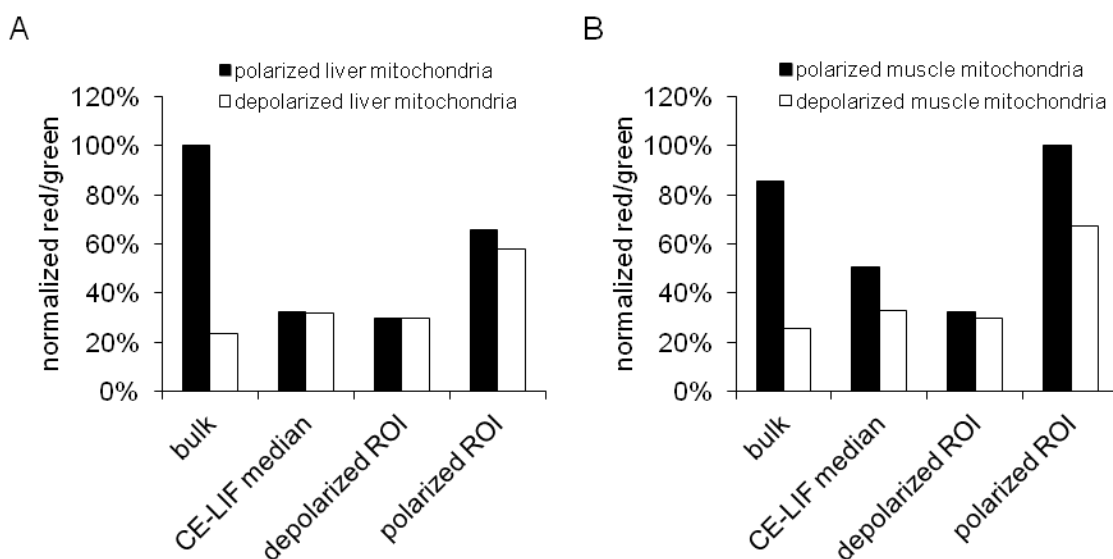 A
polarized liver mitochondria
depolarized liver mitochondria
normalized red/green
120%
100%
80%
60%
40%
20%
0%
bulk
CE-LIF median
depolarized ROI
polarized ROI
B
polarized muscle mitochondria
depolarized muscle mitochondria
normalized red/green
120%
100%
80%
60%
40%
20%
0%
bulk
CE-LIF median
depolarized ROI
polarized ROI